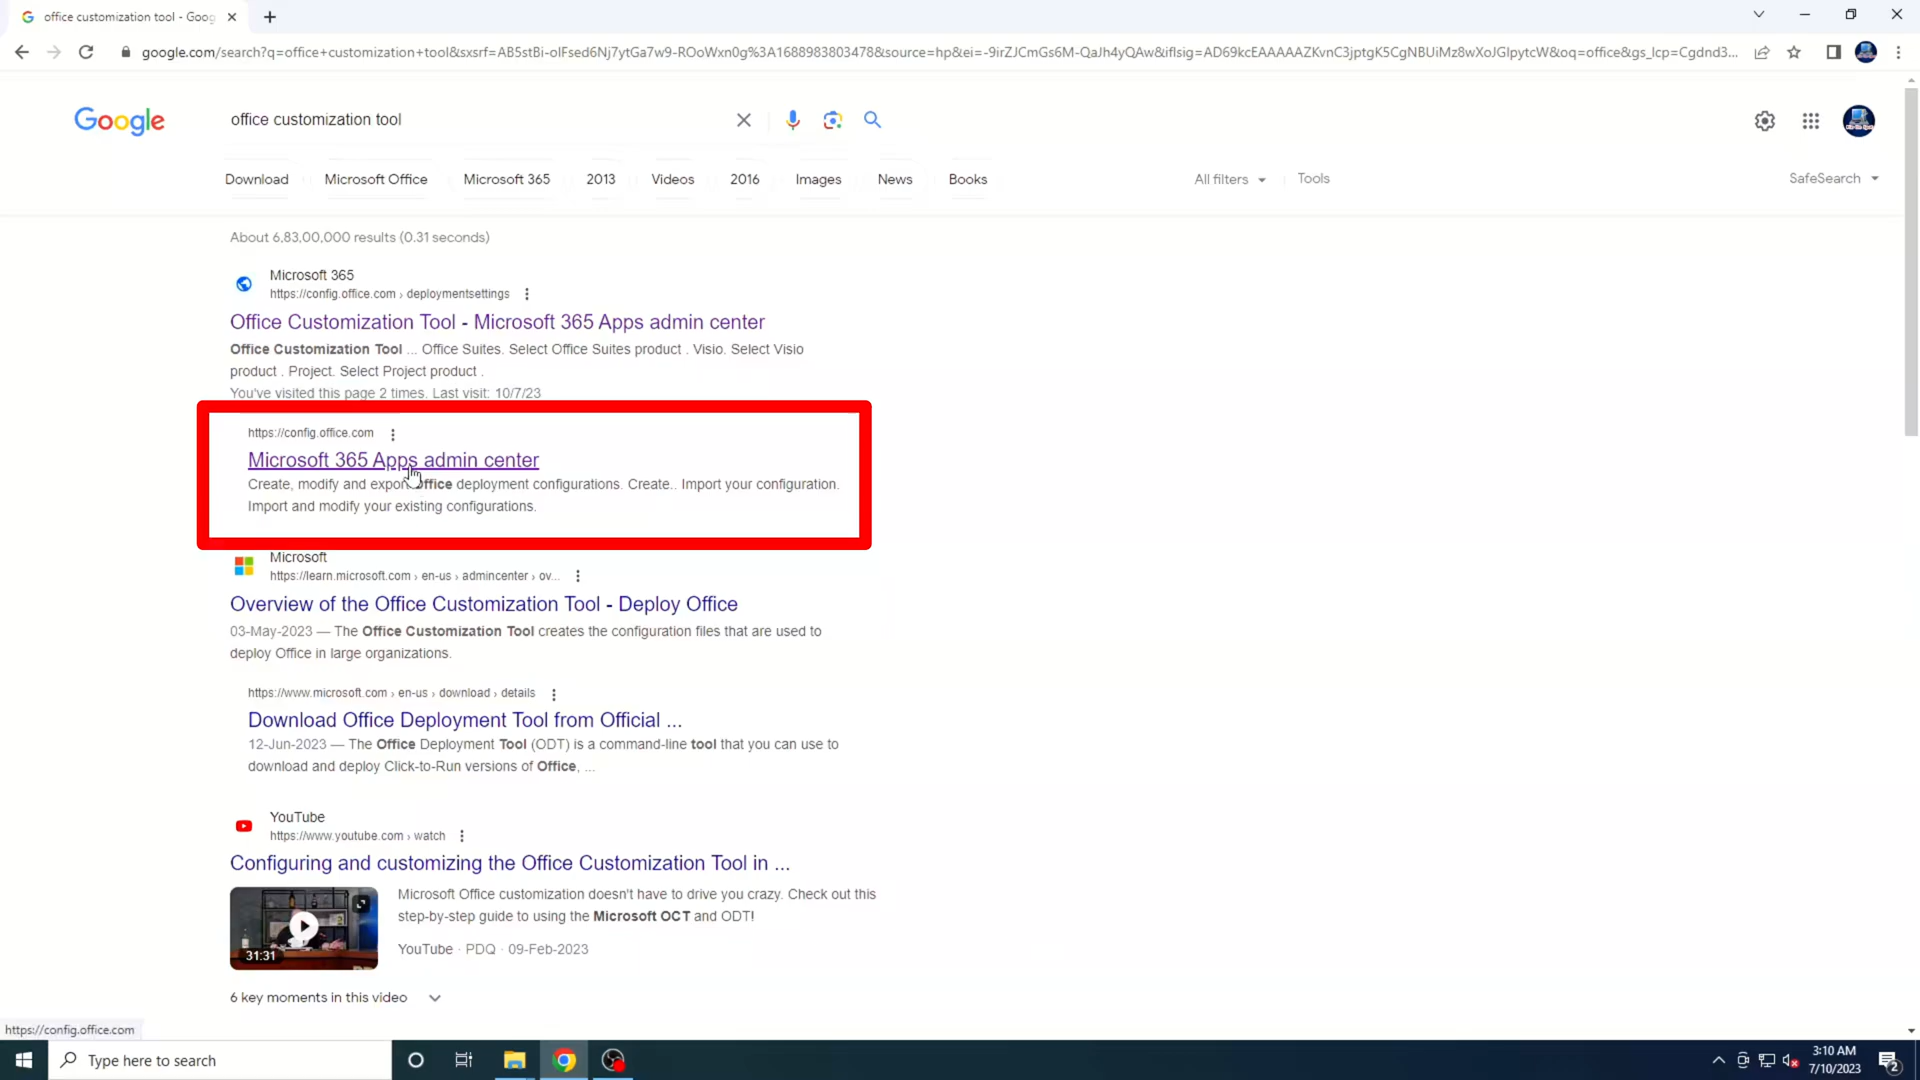 office customization tool - Goog
google.com/search?q=office+customization+tool&sxsrf=AB5stBi-olFsed6Nj7ytGa7w9-ROoWxn0g%3A1688983803478&source=hp&ei=-9irZJCmGs6M-QaJh4yQAw&iflsig=AD69kcEAAAAAZKvnC3jptgK5CgNBUiMz8wXoJGlpytcW&oq=office&gs_lcp=Cgdnd3...
Google
office customization tool
Download
Microsoft Office
Microsoft 365
2013
Videos
2016
Images
News
Books
All filters
Tools
SafeSearch
About 6,83,00,000 results (0.31 seconds)
Microsoft 365
https://config.office.com › deploymentsettings
Office Customization Tool - Microsoft 365 Apps admin center
Office Customization Tool ... Office Suites. Select Office Suites product . Visio. Select Visio
product . Project. Select Project product .
You've visited this page 2 times. Last visit: 10/7/23
https://config.office.com
Microsoft 365 Apps admin center
Create, modify and export Office deployment configurations. Create.. Import your configuration.
Import and modify your existing configurations.
Microsoft
https://learn.microsoft.com › en-us › admincenter › ov...
Overview of the Office Customization Tool - Deploy Office
03-May-2023 — The Office Customization Tool creates the configuration files that are used to
deploy Office in large organizations.
https://www.microsoft.com › en-us › download › details
Download Office Deployment Tool from Official ...
12-Jun-2023 — The Office Deployment Tool (ODT) is a command-line tool that you can use to
download and deploy Click-to-Run versions of Office, ...
YouTube
https://www.youtube.com › watch
Configuring and customizing the Office Customization Tool in ...
31:31
Microsoft Office customization doesn't have to drive you crazy. Check out this
step-by-step guide to using the Microsoft OCT and ODT!
YouTube · PDQ · 09-Feb-2023
6 key moments in this video
https://config.office.com
Type here to search
3:10 AM
7/10/2023
2